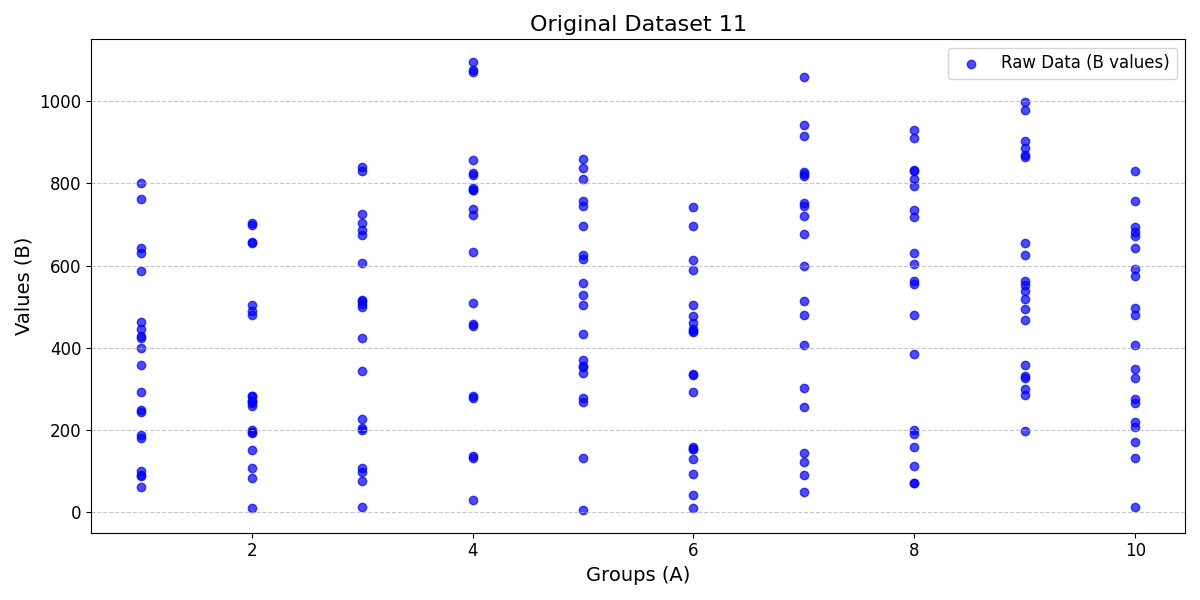 Original Dataset 11
Raw Data (B values)
Values (B)
1000
800
600
400
200
0
2 4 6 8 10
Groups (A)